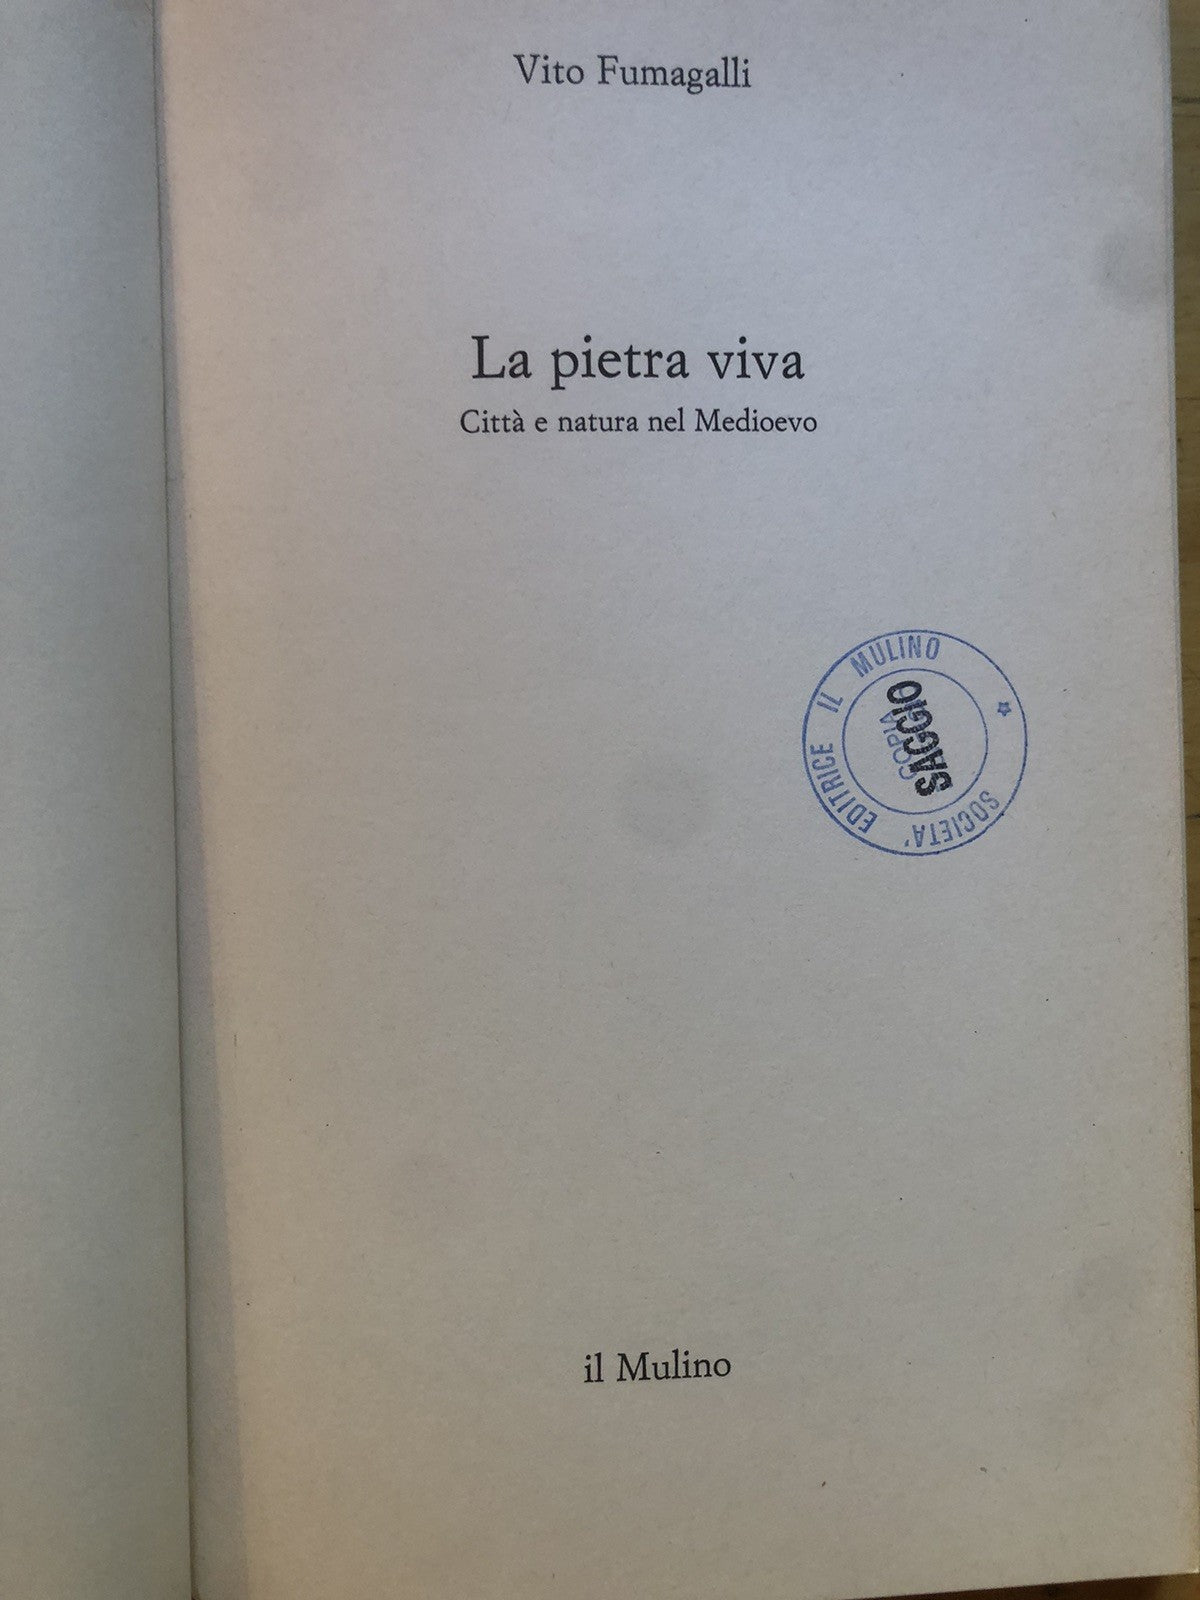 Vito Fumagalli
La pietra viva
Città e natura nel Medioevo
SOCIETA' EDITRICE IL MULINO
COPIA
SAGGIO
il Mulino